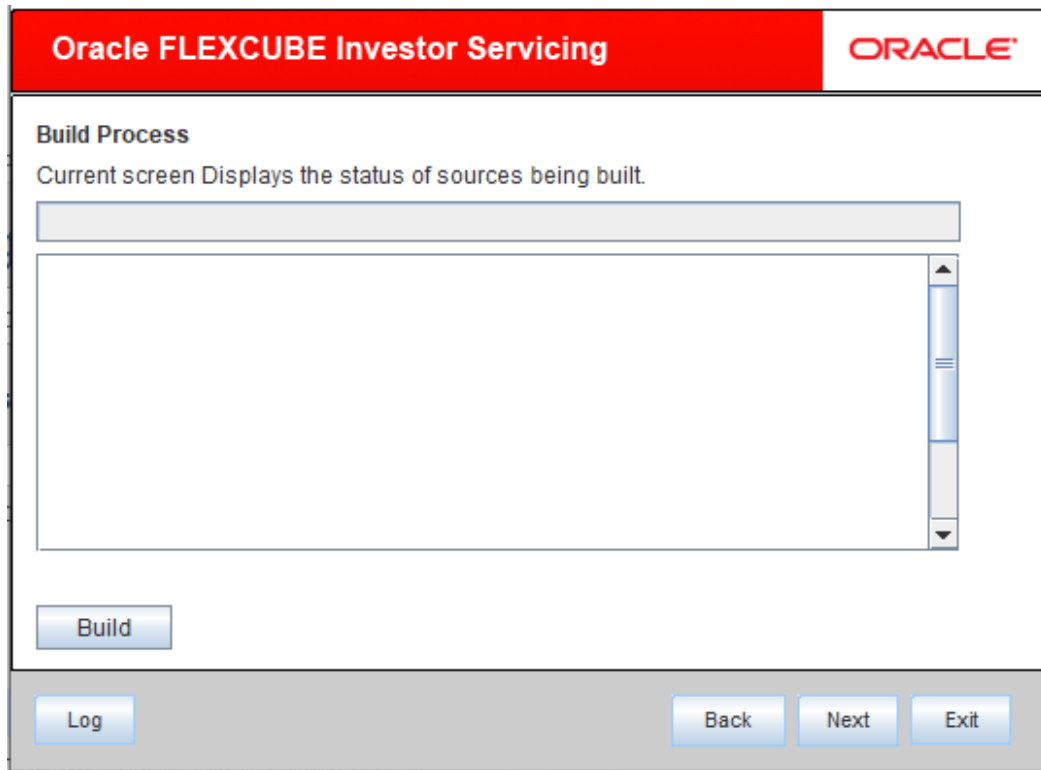 Oracle FLEXCUBE Investor Servicing
ORACLE
Build Process
Current screen Displays the status of sources being built.
Build
Log
Back
Next
Exit